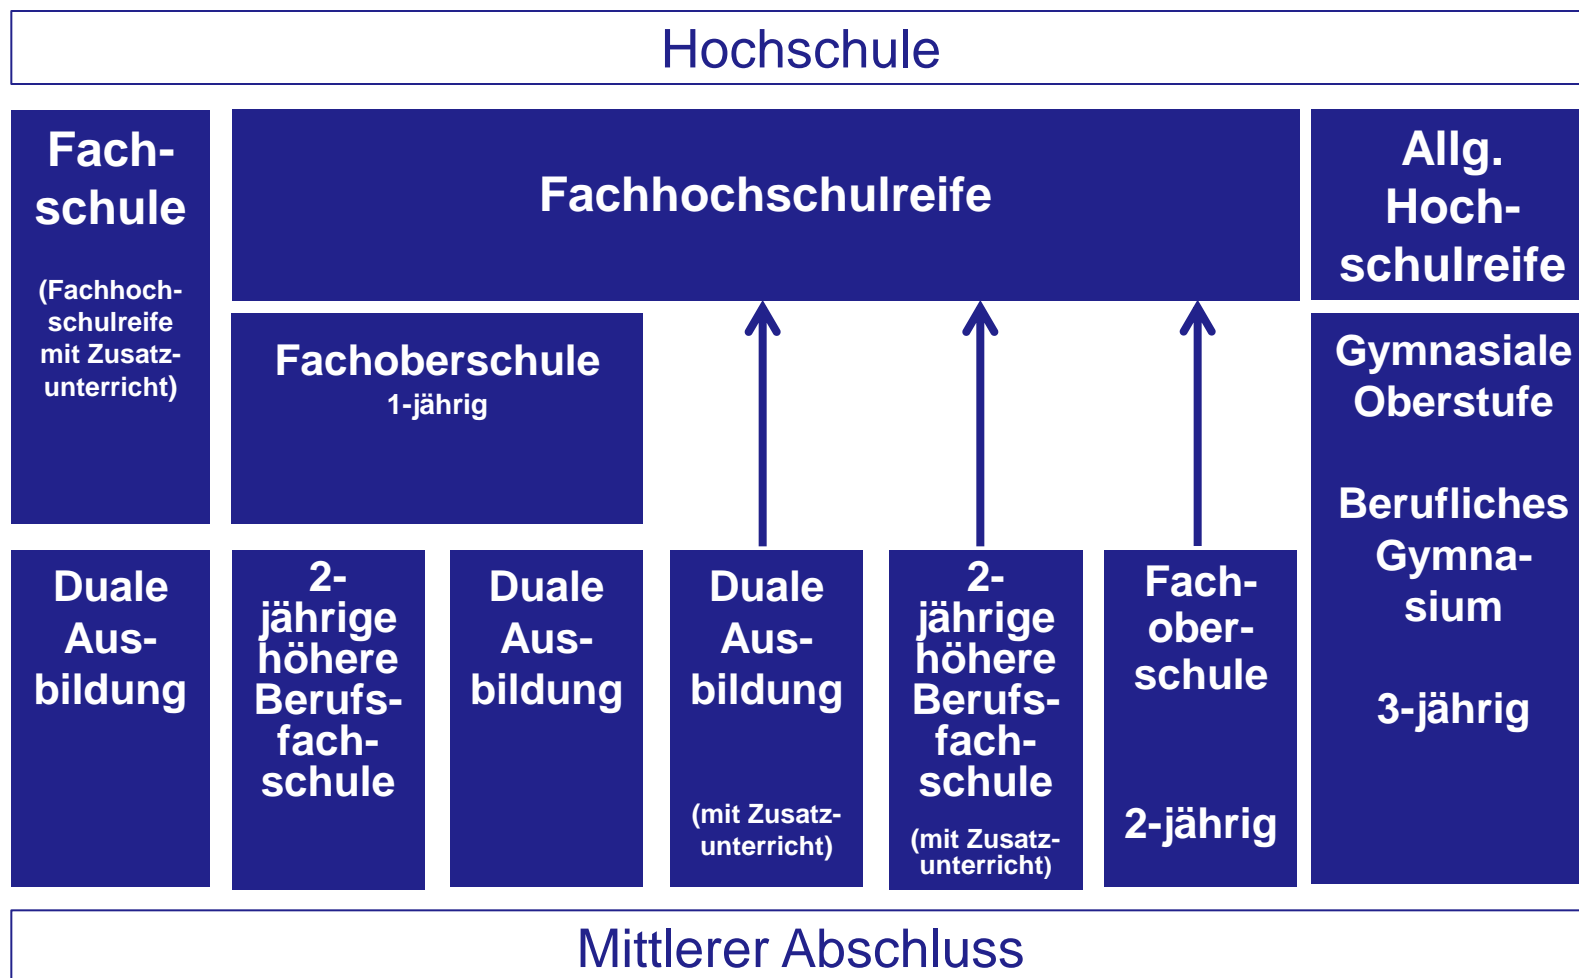 Hochschule
Fach-
schule
(Fachhoch-
schulreife
mit Zusatz-
unterricht)
Fachhochschulreife
Allg.
Hoch-
schulreife
Fachoberschule
1-jährig
Gymnasiale
Oberstufe
Berufliches
Gymna-
sium
3-jährig
Duale
Aus-
bildung
2-
jährige
höhere
Berufs-
fach-
schule
Duale
Aus-
bildung
Duale
Aus-
bildung
(mit Zusatz-
unterricht)
2-
jährige
höhere
Berufs-
fach-
schule
(mit Zusatz-
unterricht)
Fach-
ober-
schule
2-jährig
Mittlerer Abschluss